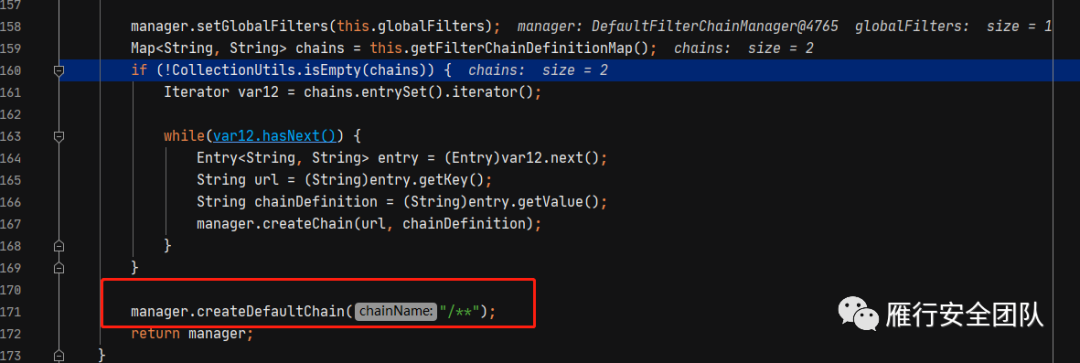 157
158 manager.setGlobalFilters(this.globalFilters); manager: DefaultFilterChainManager@4765 globalFilters: size = 1
159 Map<String, String> chains = this.getFilterChainDefinitionMap(); chains: size = 2
160 if (!CollectionUtils.isEmpty(chains)) { chains: size = 2
161 Iterator var12 = chains.entrySet().iterator();
162
163 while(var12.hasNext()) {
164 Entry<String, String> entry = (Entry)var12.next();
165 String url = (String)entry.getKey();
166 String chainDefinition = (String)entry.getValue();
167 manager.createChain(url, chainDefinition);
168 }
169 }
170
171 manager.createDefaultChain( chainName: "/**");
172 return manager;
173 }
雁行安全团队